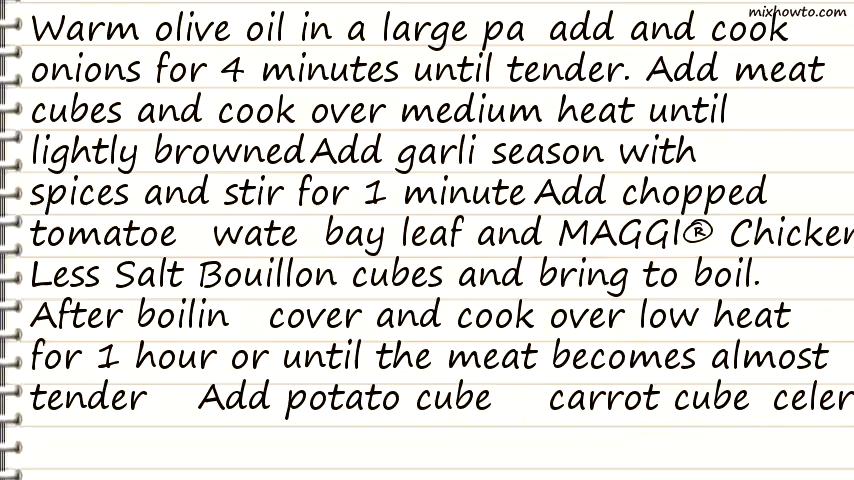 mixhowto.com
Warm olive oil in a large pa add and cook
onions for 4 minutes until tender. Add meat
cubes and cook over medium heat until
lightly browned Add garli season with
spices and stir for 1 minute Add chopped
tomatoe wate bay leaf and MAGGI® Chicken
Less Salt Bouillon cubes and bring to boil.
After boilin cover and cook over low heat
for 1 hour or until the meat becomes almost
tender Add potato cube carrot cube celer